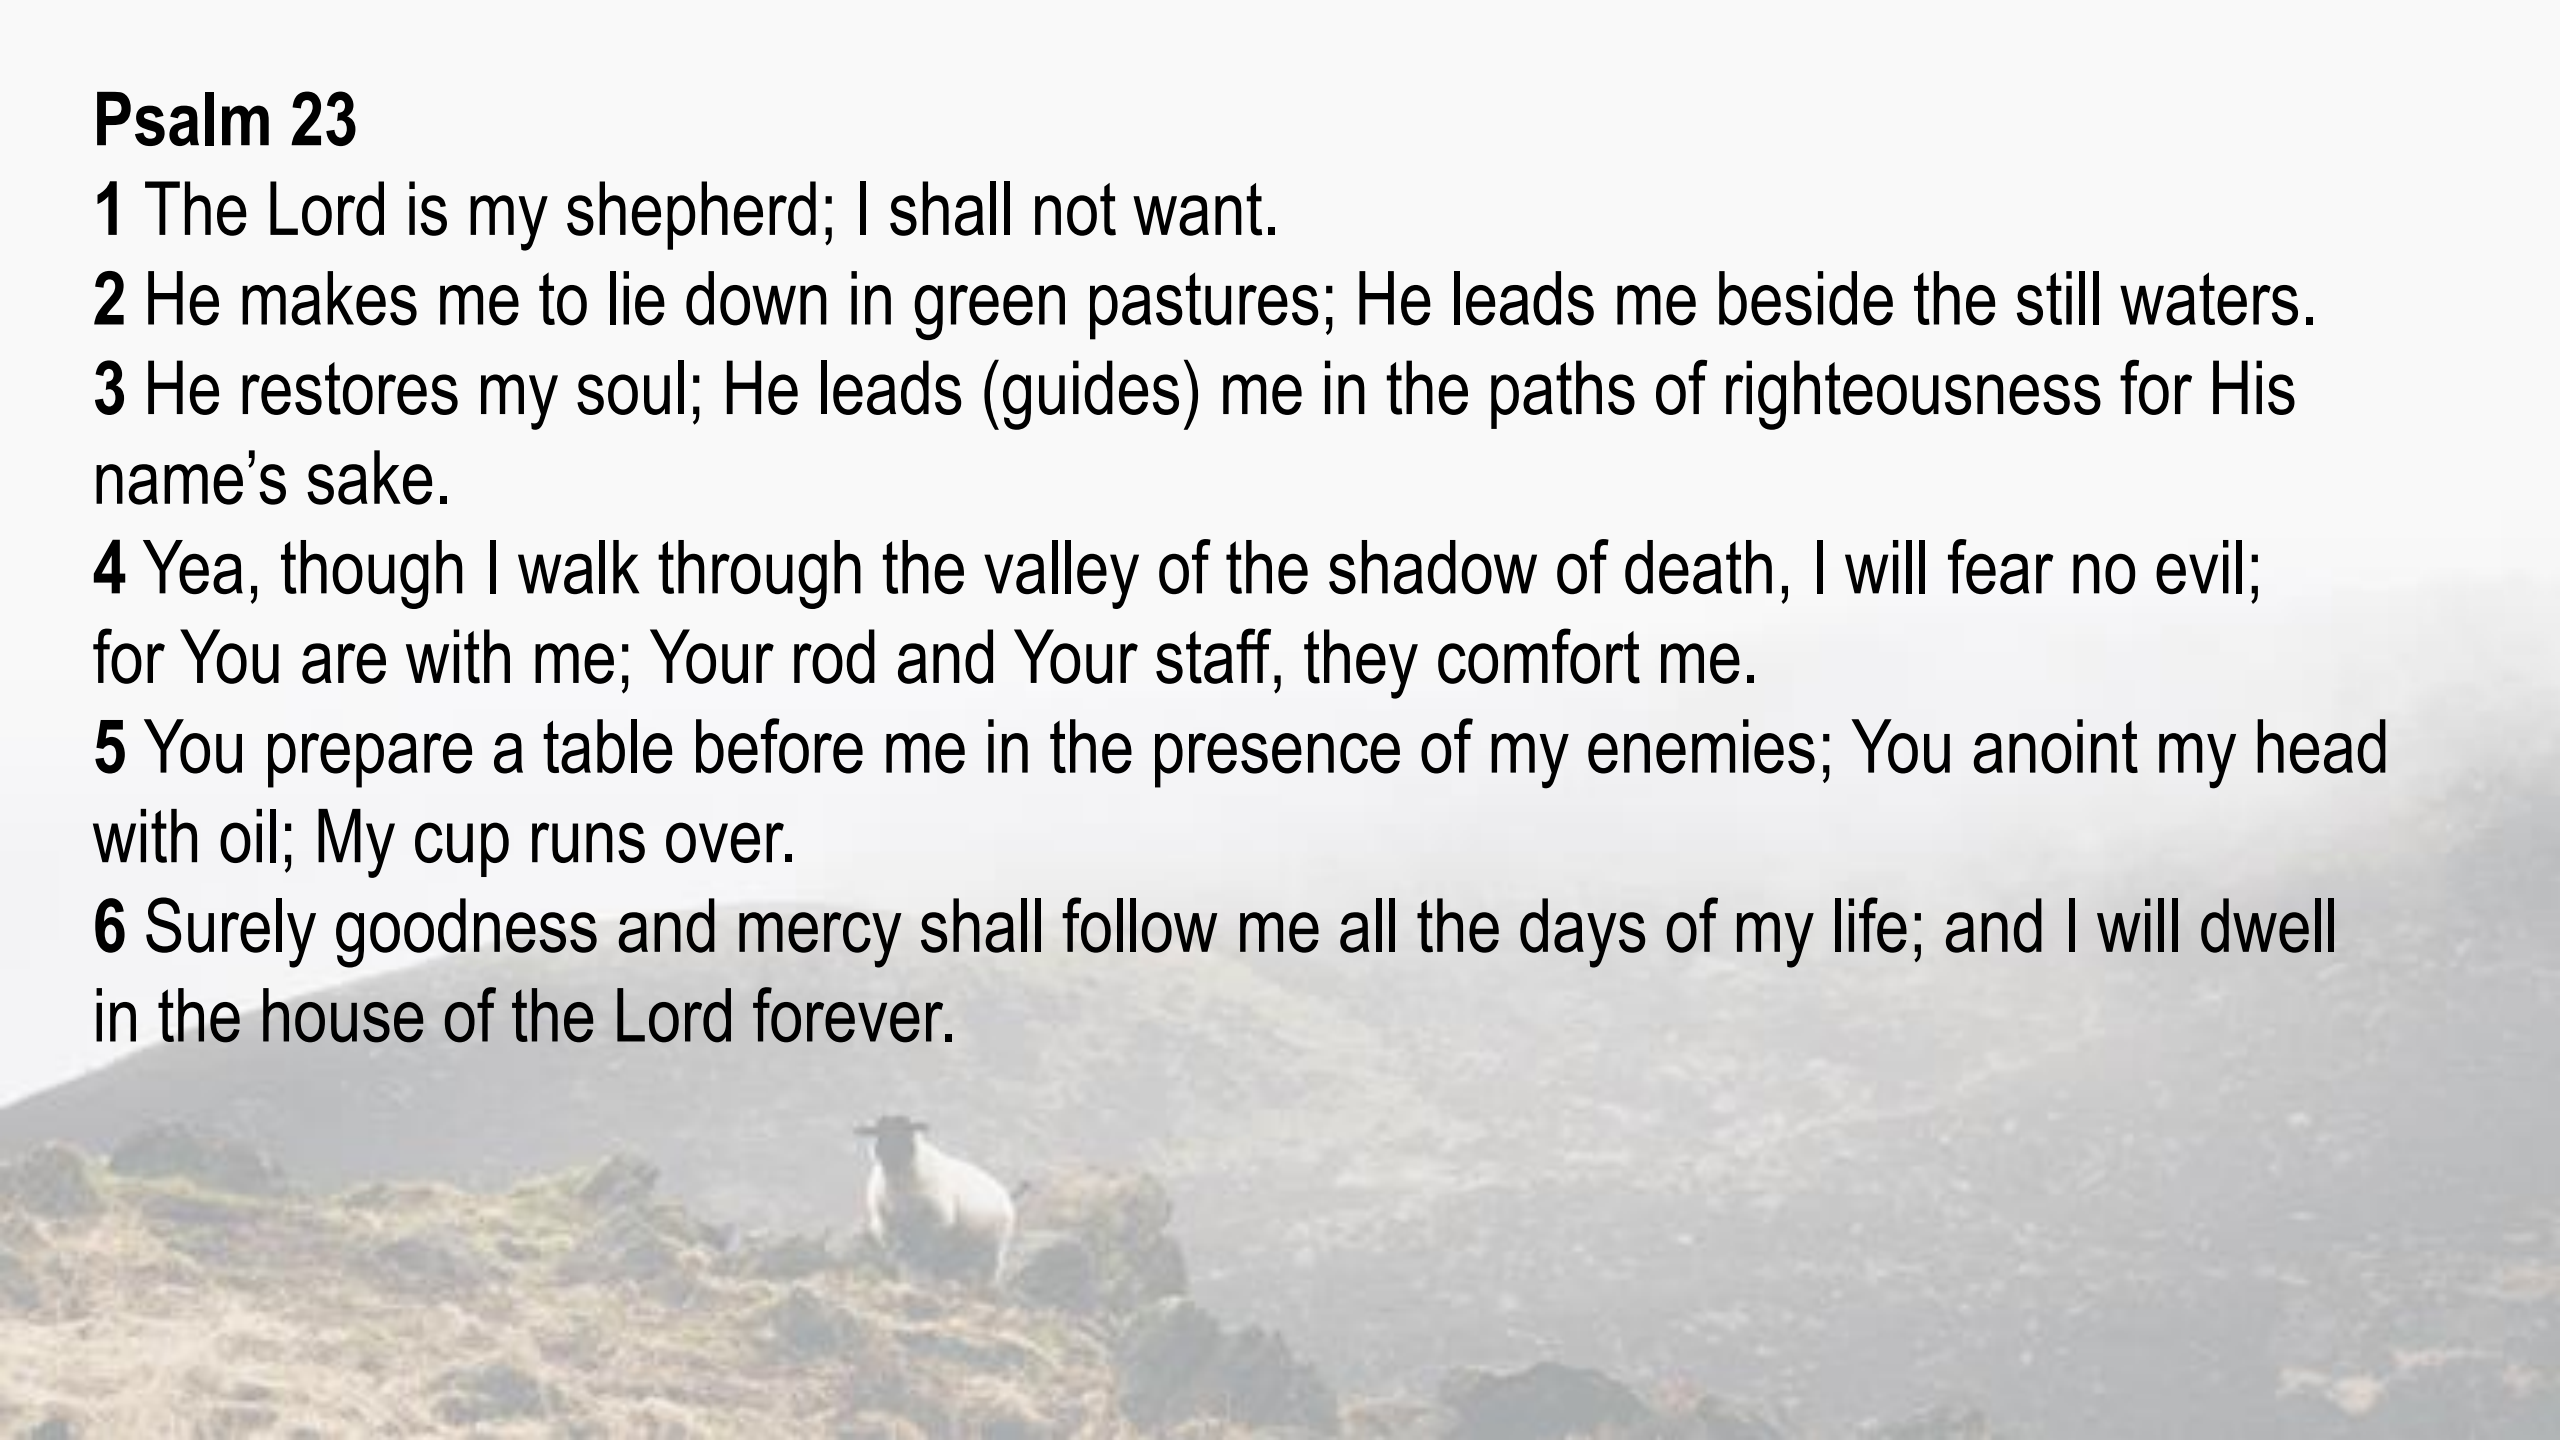 Psalm 23
1 The Lord is my shepherd; I shall not want.
2 He makes me to lie down in green pastures; He leads me beside the still waters.
3 He restores my soul; He leads (guides) me in the paths of righteousness for His
name’s sake.
4 Yea, though I walk through the valley of the shadow of death, I will fear no evil;
for You are with me; Your rod and Your staff, they comfort me.
5 You prepare a table before me in the presence of my enemies; You anoint my head
with oil; My cup runs over.
6 Surely goodness and mercy shall follow me all the days of my life; and I will dwell
in the house of the Lord forever.